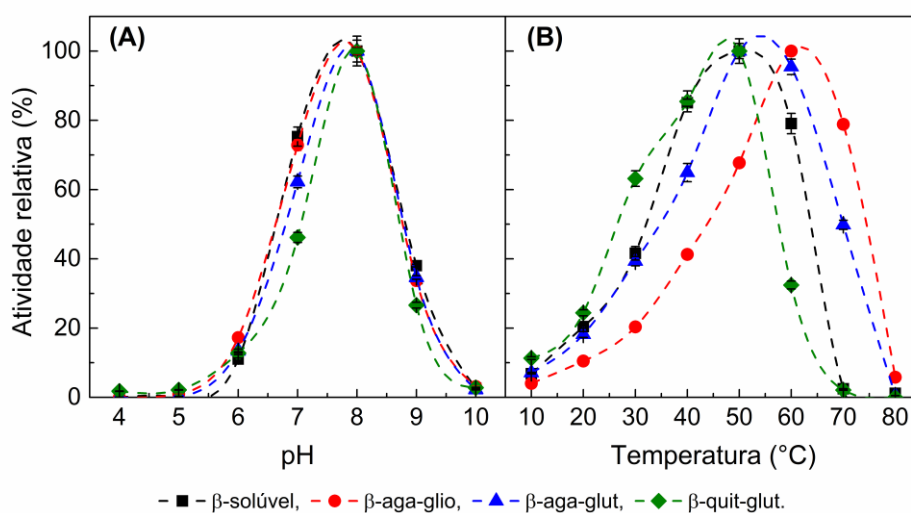 (A)
(B)
Atividade relativa (%)
100
80
60
40
20
0
4 5 6 7 8 9 10
10 20 30 40 50 60 70 80
pH
Temperatura (°C)
β-solúvel, β-aga-glio, β-aga-glut, β-quit-glut.